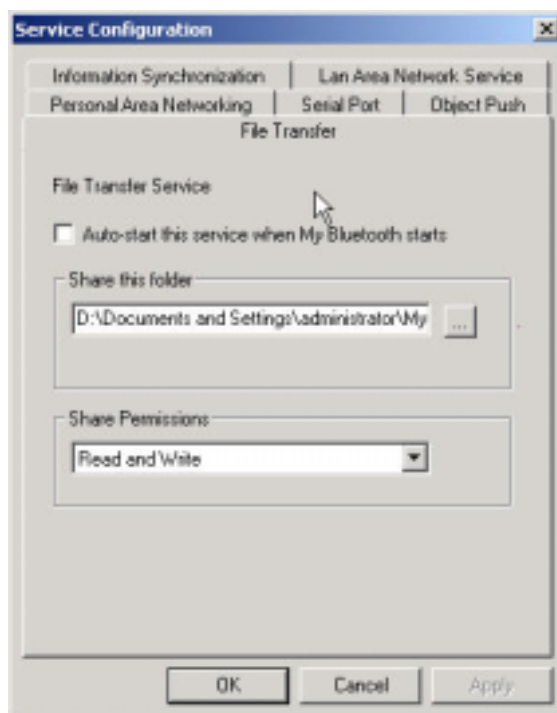 Service Configuration
Information Synchronization Lan Area Network Service
Personal Area Networking Serial Port Object Push
File Transfer
File Transfer Service
Auto-start this service when My Bluetooth starts
Share this folder
D:\Documents and Settings\administrator\My
...
Share Permissions
Read and Write
OK Cancel Apply